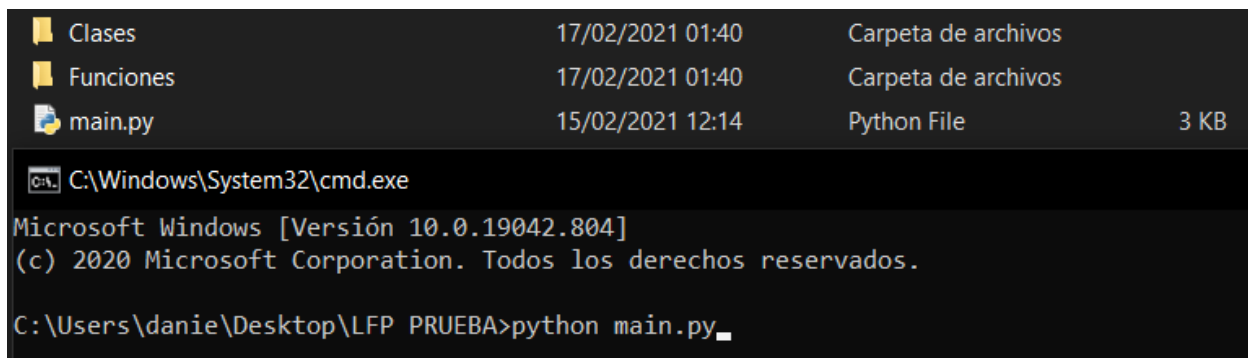 Clases 17/02/2021 01:40 Carpeta de archivos
Funciones 17/02/2021 01:40 Carpeta de archivos
main.py 15/02/2021 12:14 Python File 3 KB
C:\Windows\System32\cmd.exe
Microsoft Windows [Versión 10.0.19042.804]
(c) 2020 Microsoft Corporation. Todos los derechos reservados.
C:\Users\danie\Desktop\LFP PRUEBA>python main.py